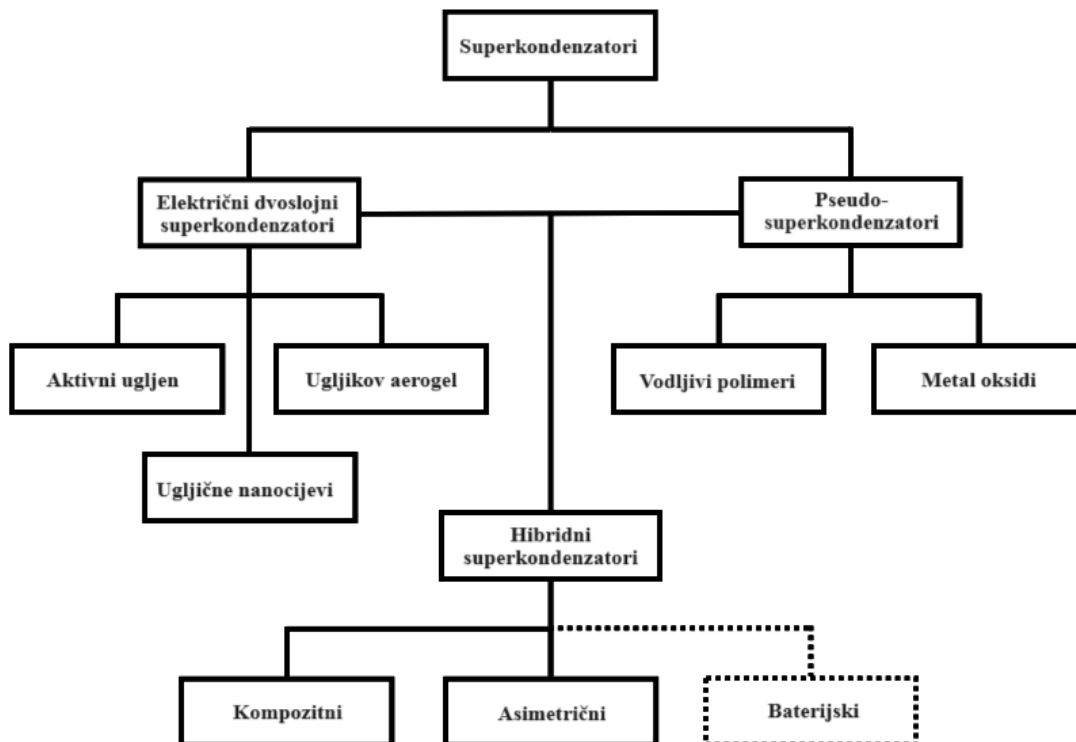 Superkondenzatori
Električni dvoslojni
superkondenzatori
Pseudo-
superkondenzatori
Aktivni ugljen
Ugljikov aerogel
Vodljivi polimeri
Metal oksidi
Ugljične nanocijevi
Hibridni
superkondenzatori
Kompozitni
Asimetrični
Baterijski